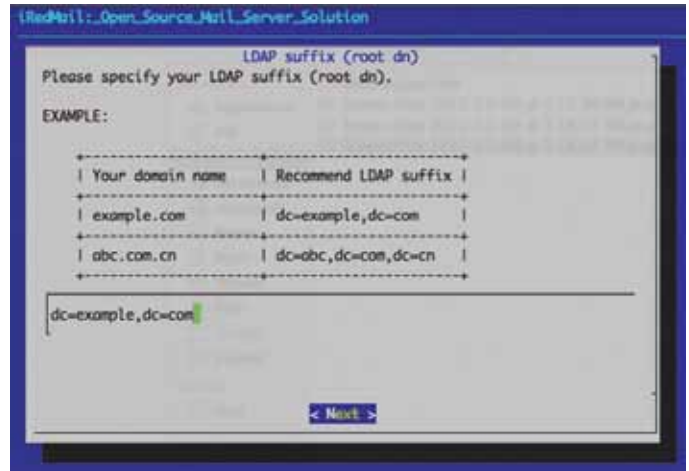 iRedMail:_Open_Source_Mail_Server_Solution
LDAP suffix (root dn)
Please specify your LDAP suffix (root dn).
EXAMPLE:
+----------------------+-------------------------+
| Your domain name | Recommend LDAP suffix |
+----------------------+-------------------------+
| example.com | dc=example,dc=com |
+----------------------+-------------------------+
| abc.com.cn | dc=abc,dc=com,dc=cn |
+----------------------+-------------------------+
dc=example,dc=com
< Next >